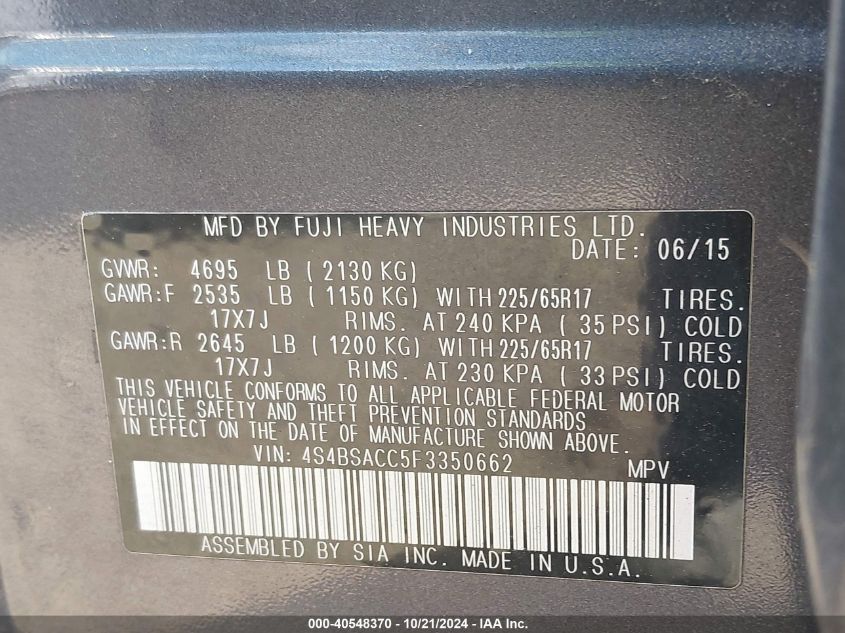 MFD BY FUJI HEAVY INDUSTRIES LTD.
DATE: 06/15
GVWR: 4695 LB ( 2130 KG)
GAWR:F 2535 LB ( 1150 KG) WITH 225/65R17 TIRES.
17X7J RIMS. AT 240 KPA ( 35 PSI) COLD
GAWR:R 2645 LB ( 1200 KG) WITH 225/65R17 TIRES.
17X7J RIMS. AT 230 KPA ( 33 PSI) COLD
THIS VEHICLE CONFORMS TO ALL APPLICABLE FEDERAL MOTOR
VEHICLE SAFETY AND THEFT PREVENTION STANDARDS
IN EFFECT ON THE DATE OF MANUFACTURE SHOWN ABOVE.
VIN: 4S4BSACC5F3350662 MPV
ASSEMBLED BY SIA INC. MADE IN U.S.A.
000-40548370 - 10/21/2024 - IAA Inc.